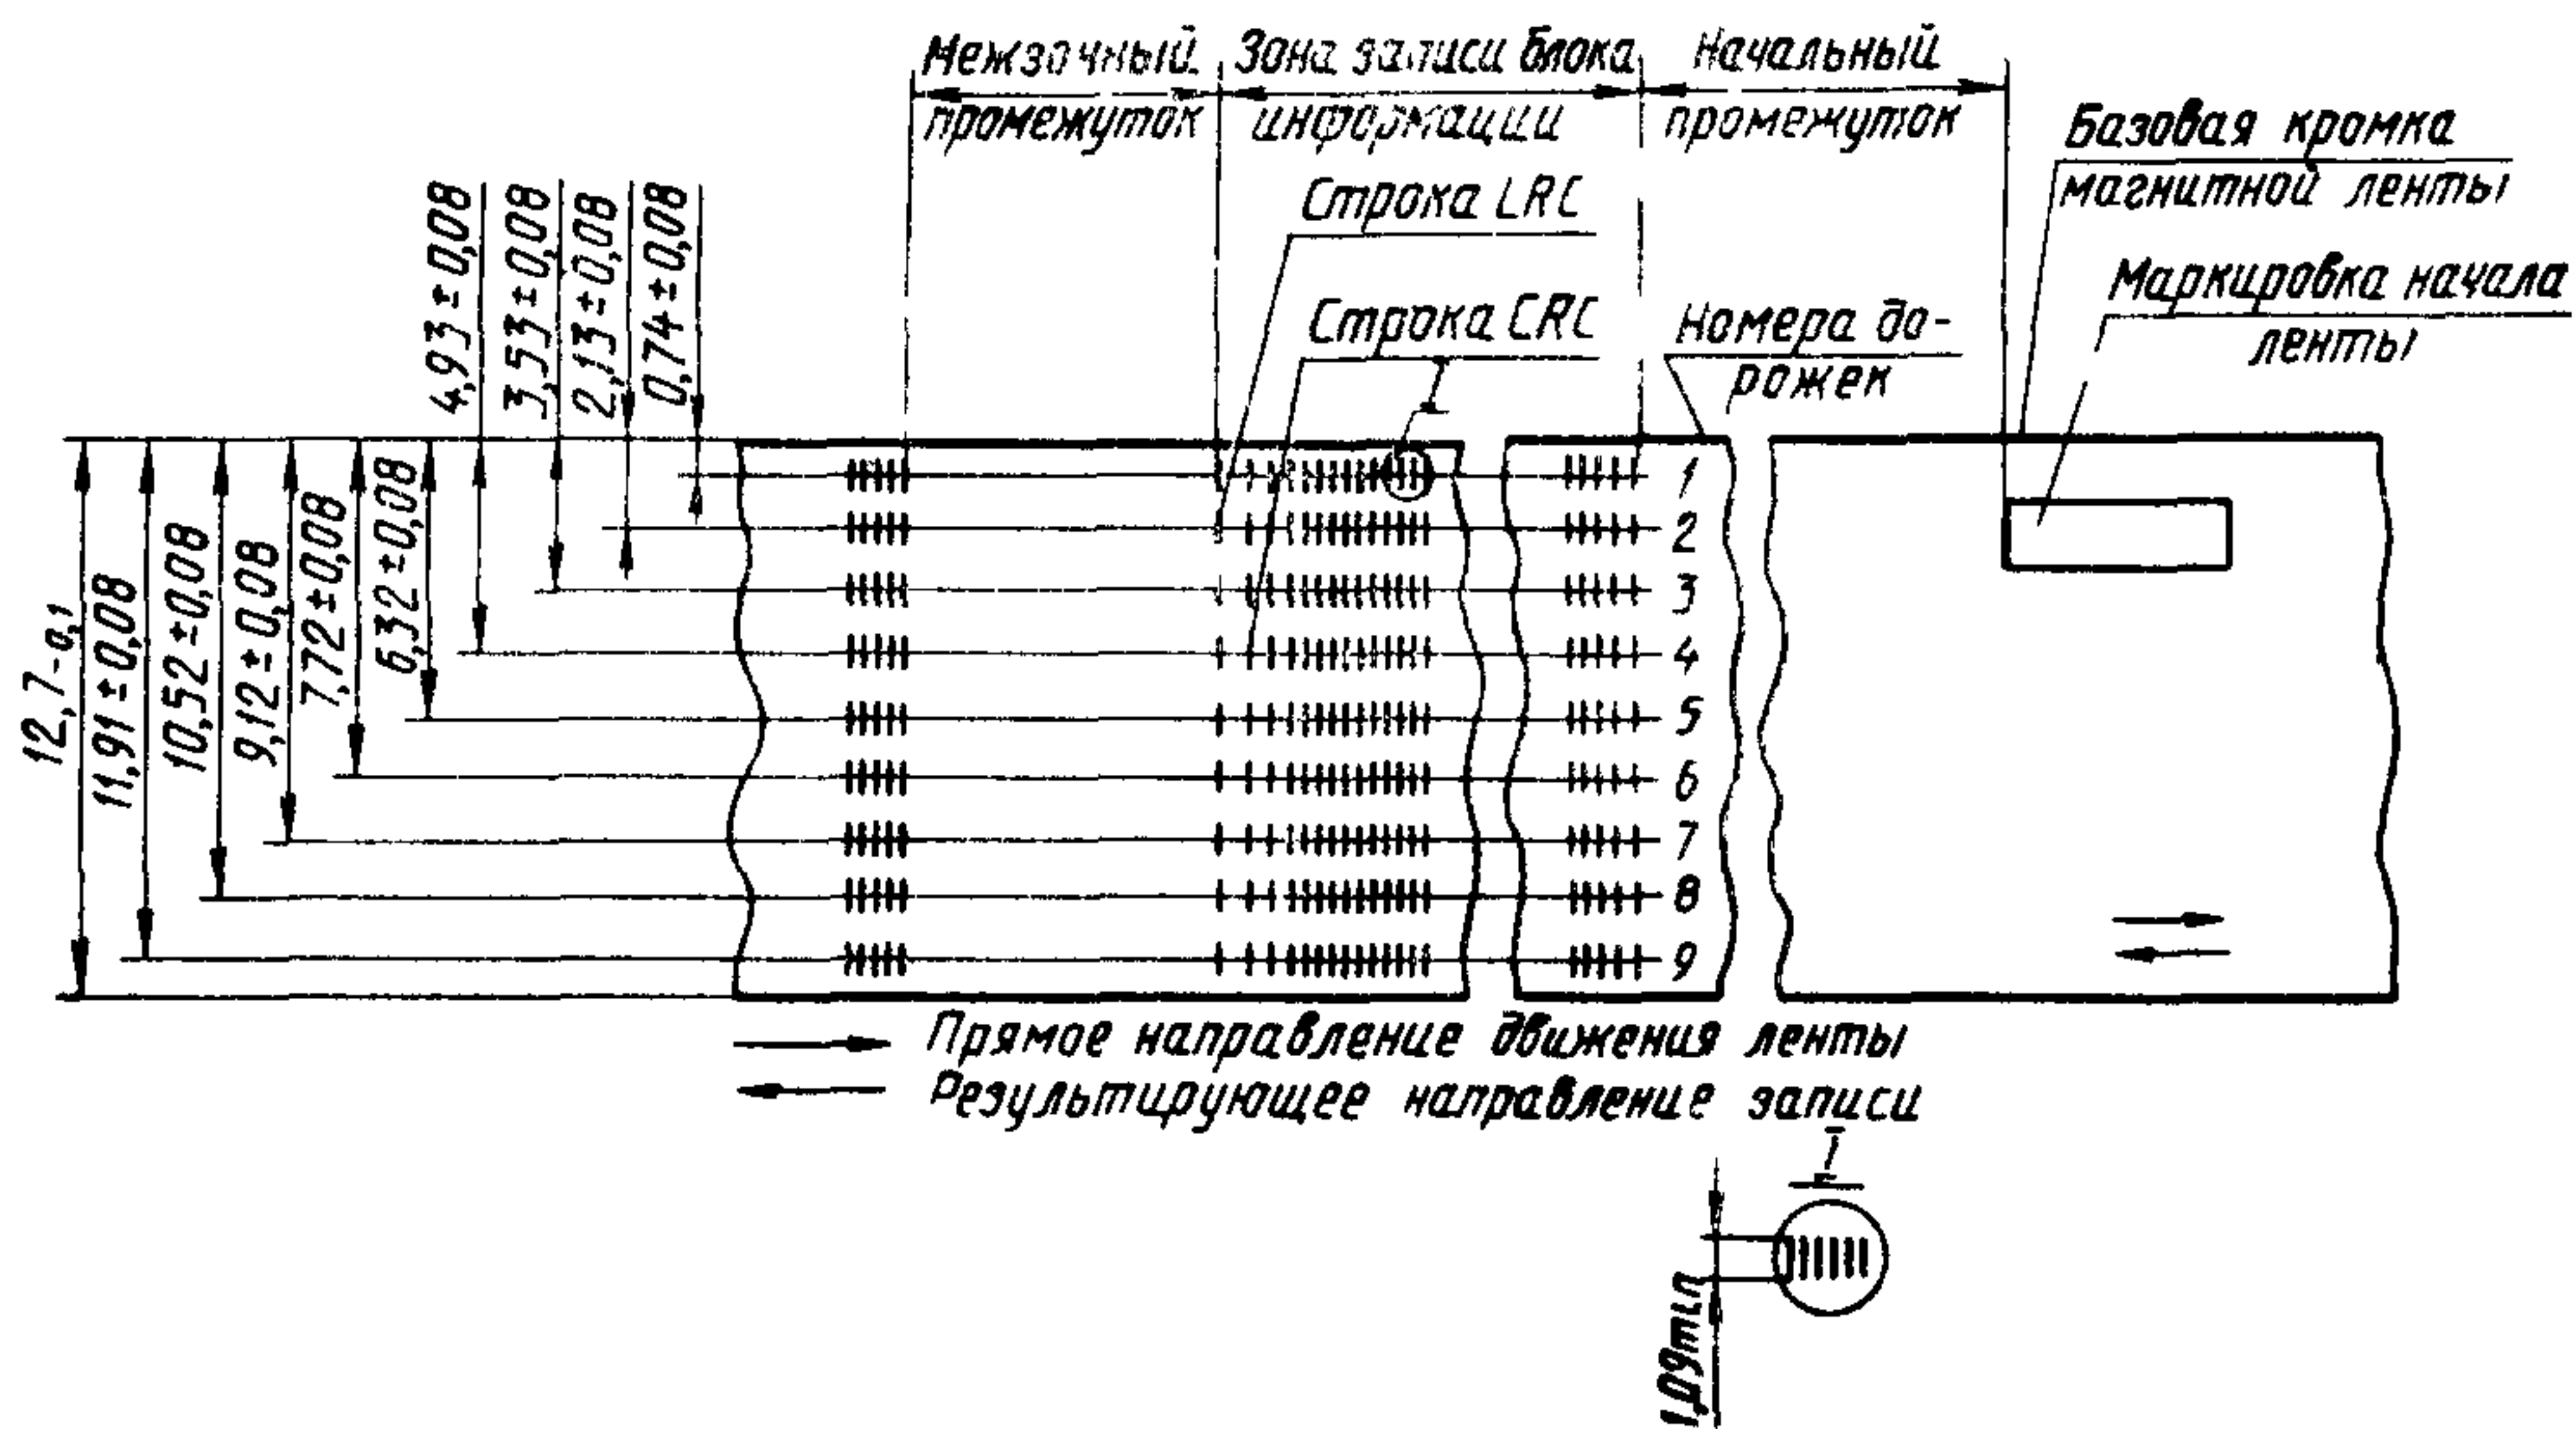 Межзочный
промежуток
Зона записи блока
информации
Начальный
промежуток
Базовая кромка
магнитной ленты
Маркировка начала
ленты
Строка LRC
Строка CRC
Номера до-
рожек
4,93±0,08
3,53±0,08
2,13±0,08
0,74±0,08
12,7-0,1
11,91±0,08
10,52±0,08
9,12±0,08
7,72±0,08
6,32±0,08
I
1
2
3
4
5
6
7
8
9
Прямое направление движения ленты
Результирующее направление записи
I
1,09min